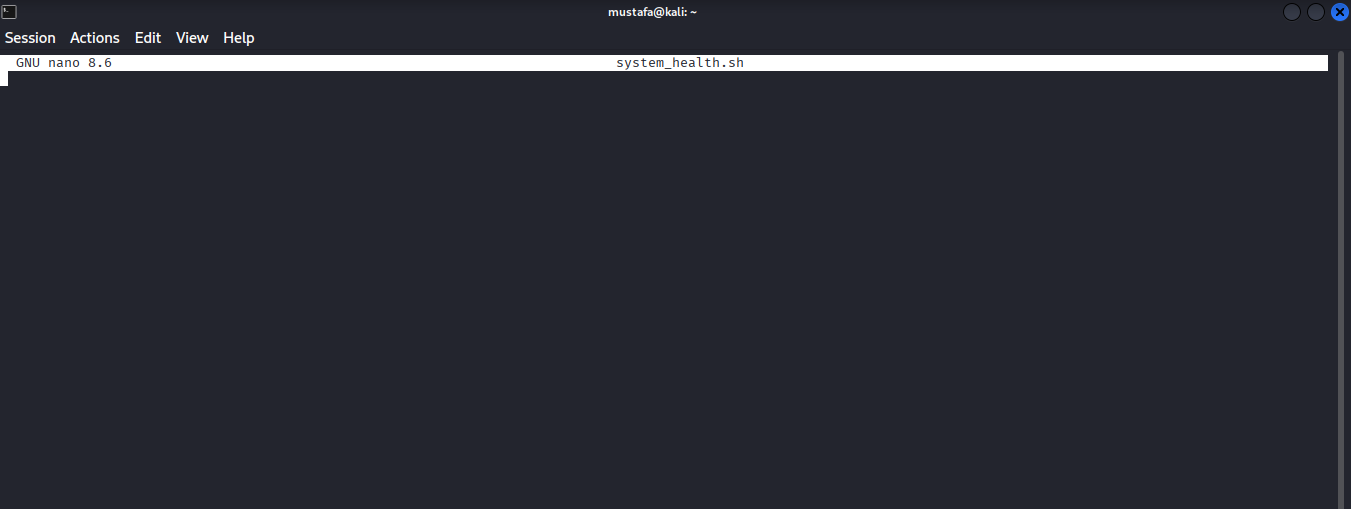 mustafa@kali: ~
Session Actions Edit View Help
GNU nano 8.6 system_health.sh